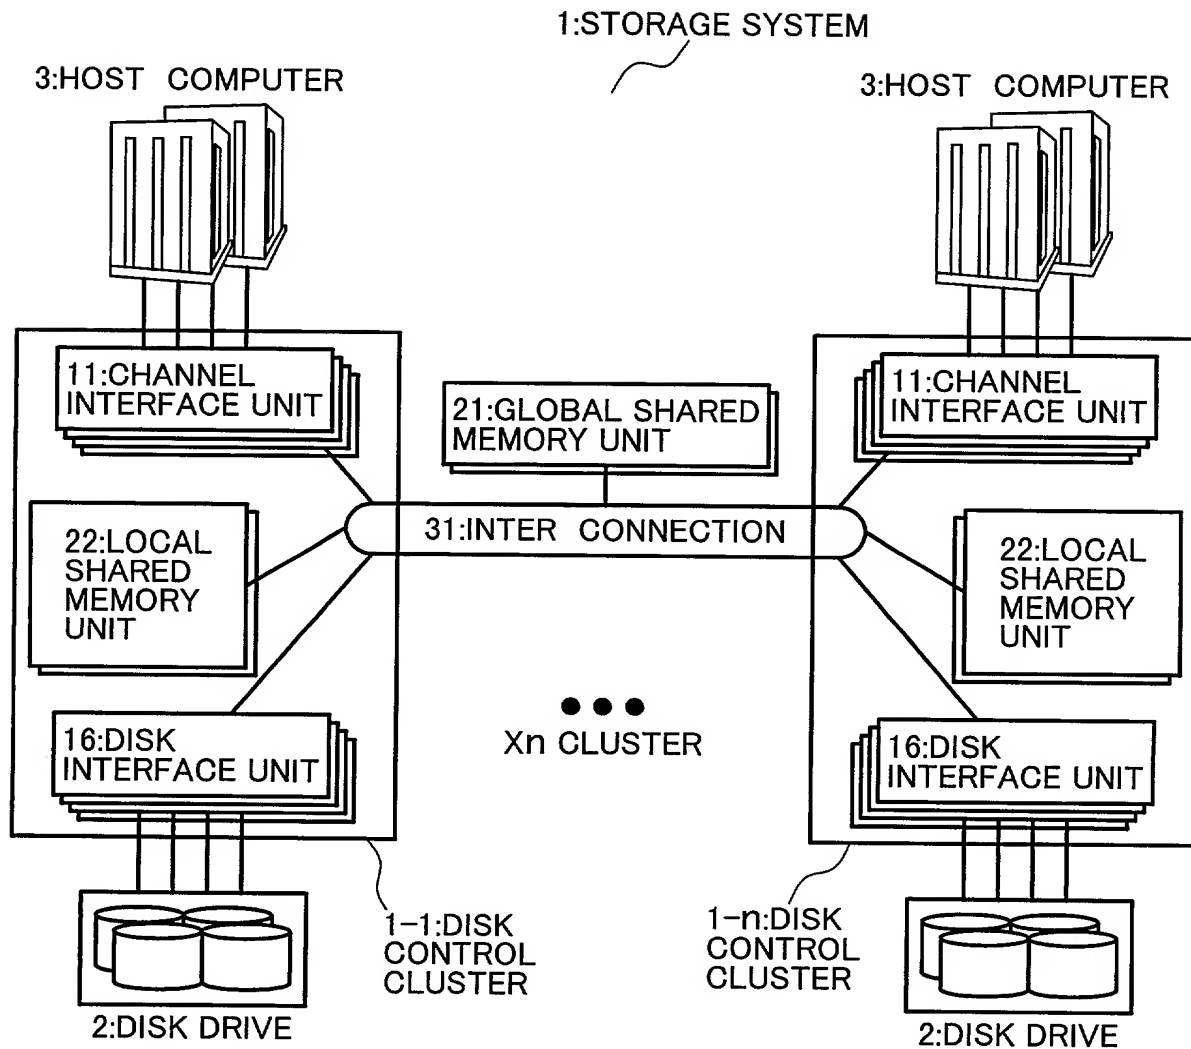 1:STORAGE SYSTEM
3:HOST COMPUTER
3:HOST COMPUTER
11:CHANNEL
INTERFACE UNIT
21:GLOBAL SHARED
MEMORY UNIT
11:CHANNEL
INTERFACE UNIT
31:INTER CONNECTION
22:LOCAL
SHARED
MEMORY
UNIT
22:LOCAL
SHARED
MEMORY
UNIT
Xn CLUSTER
16:DISK
INTERFACE UNIT
16:DISK
INTERFACE UNIT
1-1:DISK
CONTROL
CLUSTER
1-n:DISK
CONTROL
CLUSTER
2:DISK DRIVE
2:DISK DRIVE